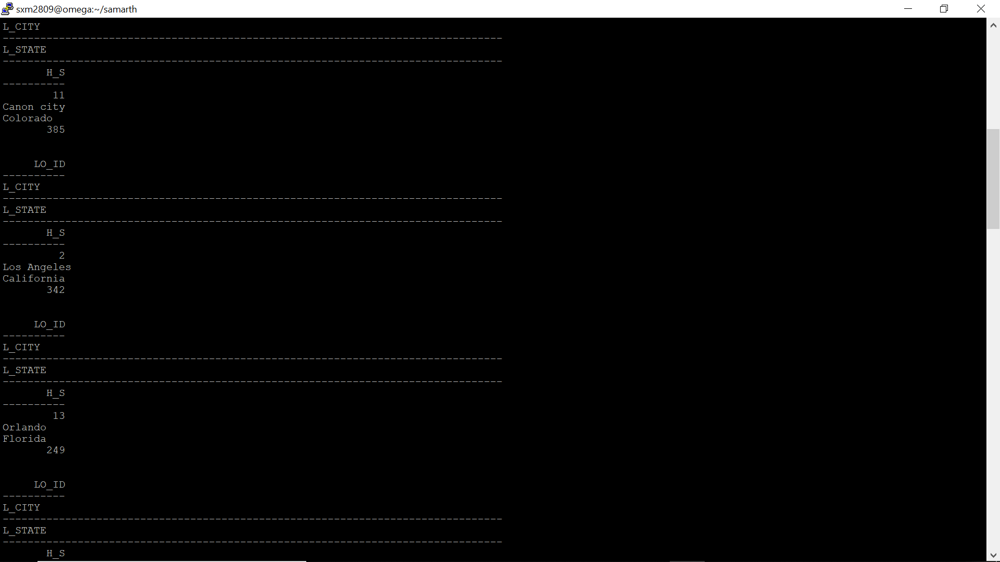 sxm2809@omega:~/samarth
L_CITY
--------------------------------------------------------------------------------
L_STATE
--------------------------------------------------------------------------------
       H_S
----------
        11
Canon city
Colorado
       385

     LO_ID
----------
L_CITY
--------------------------------------------------------------------------------
L_STATE
--------------------------------------------------------------------------------
       H_S
----------
         2
Los Angeles
California
       342

     LO_ID
----------
L_CITY
--------------------------------------------------------------------------------
L_STATE
--------------------------------------------------------------------------------
       H_S
----------
        13
Orlando
Florida
       249

     LO_ID
----------
L_CITY
--------------------------------------------------------------------------------
L_STATE
--------------------------------------------------------------------------------
       H_S